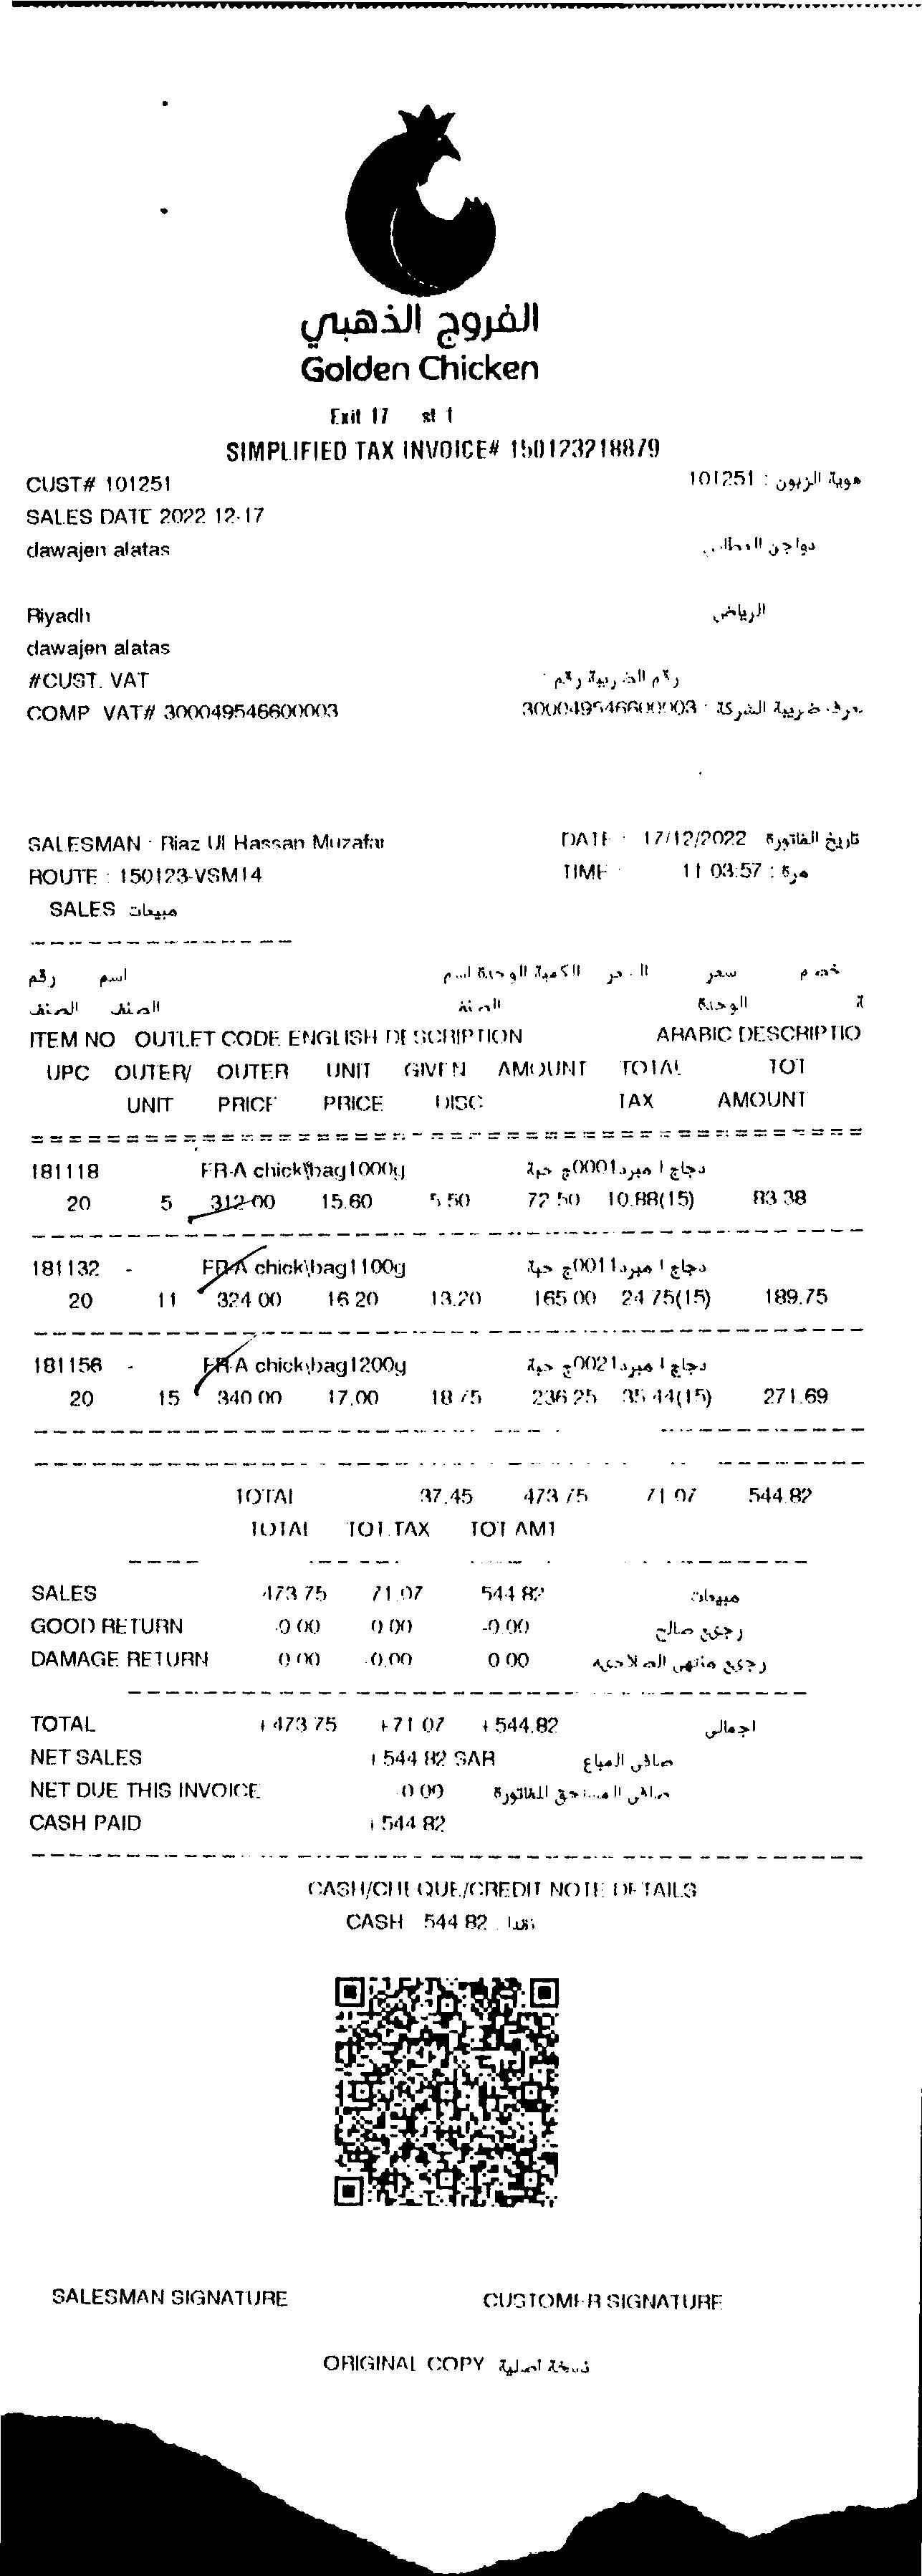 الفروج الذهبي
Golden Chicken
Exit 17 st 1
SIMPLIFIED TAX INVOICE# 150123218879
CUST# 101251 هوية الزبون : 101251
SALES DATE 2022-12-17
dawajen alatas دواجن العطاس
Riyadh الرياض
dawajen alatas
#CUST. VAT رقم الضريبة رقم :
COMP VAT# 300049546600003 معرف ضريبة الشركة : 300049546600003
SALESMAN : Riaz Ul Hassan Muzafar DATE : 17/12/2022 تاريخ الفاتورة
ROUTE : 150123-VSM14 TIME : 11:03:57 : مرة
SALES مبيعات
رقم اسم الكمية الوحدة اسم السعر سعر خصم
الصنف الصنف الصنف الوحدة ة
ITEM NO OUTLET CODE ENGLISH DESCRIPTION ARABIC DESCRIPTIO
UPC OUTER/ OUTER UNIT GIVEN AMOUNT TOTAL TOT
UNIT PRICE PRICE DISC TAX AMOUNT
181118 FR-A chick\bag1000g دجاج ا مبرد0001ج حبة
20 5 312.00 15.60 5.50 72.50 10.88(15) 83.38
181132 - FR-A chick\bag1100g دجاج ا مبرد0011ج حبة
20 11 324.00 16.20 13.20 165.00 24.75(15) 189.75
181156 - FR-A chick\bag1200g دجاج ا مبرد0021ج حبة
20 15 340.00 17.00 18.75 236.25 35.44(15) 271.69
TOTAL 37.45 473.75 71.07 544.82
TOTAL TOT.TAX TOT AMT
SALES 473.75 71.07 544.82 مبيعات
GOOD RETURN -0.00 0.00 -0.00 رجيع صالح
DAMAGE RETURN 0.00 -0.00 0.00 رجيع منتهي الصلاحية
TOTAL +473.75 +71.07 +544.82 اجمالي
NET SALES +544.82 SAR صافي المباع
NET DUE THIS INVOICE 0.00 صافي المستحق للفاتورة
CASH PAID +544.82
CASH/CHEQUE/CREDIT NOTE DETAILS
CASH 544.82 نقدا
SALESMAN SIGNATURE CUSTOMER SIGNATURE
ORIGINAL COPY نسخة اصلية